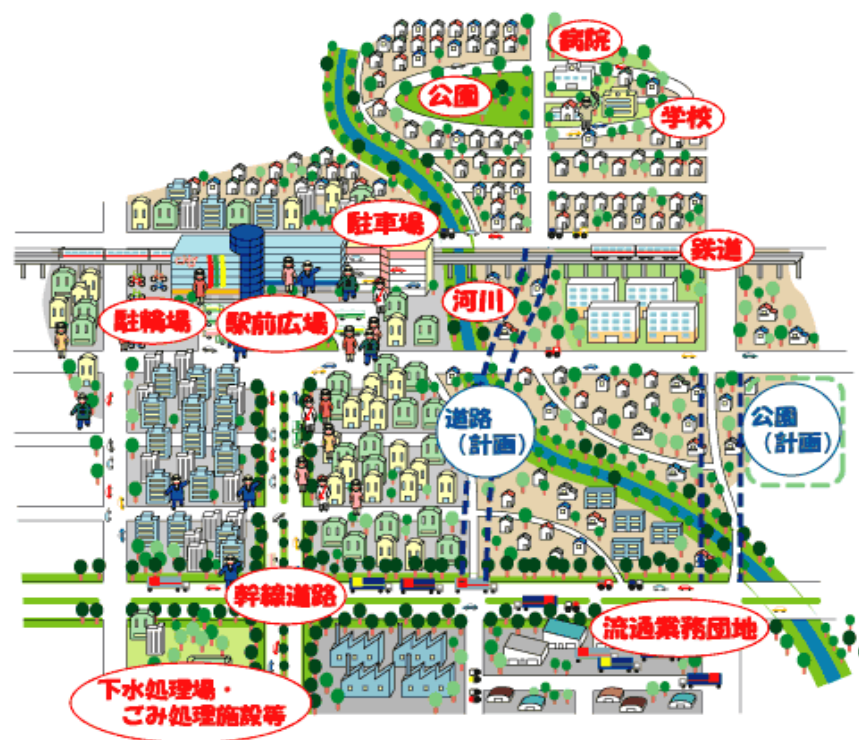 病院
公園
学校
駐車場
鉄道
河川
駐輪場
駅前広場
道路
(計画)
公園
(計画)
幹線道路
流通業務団地
下水処理場・
ごみ処理施設等